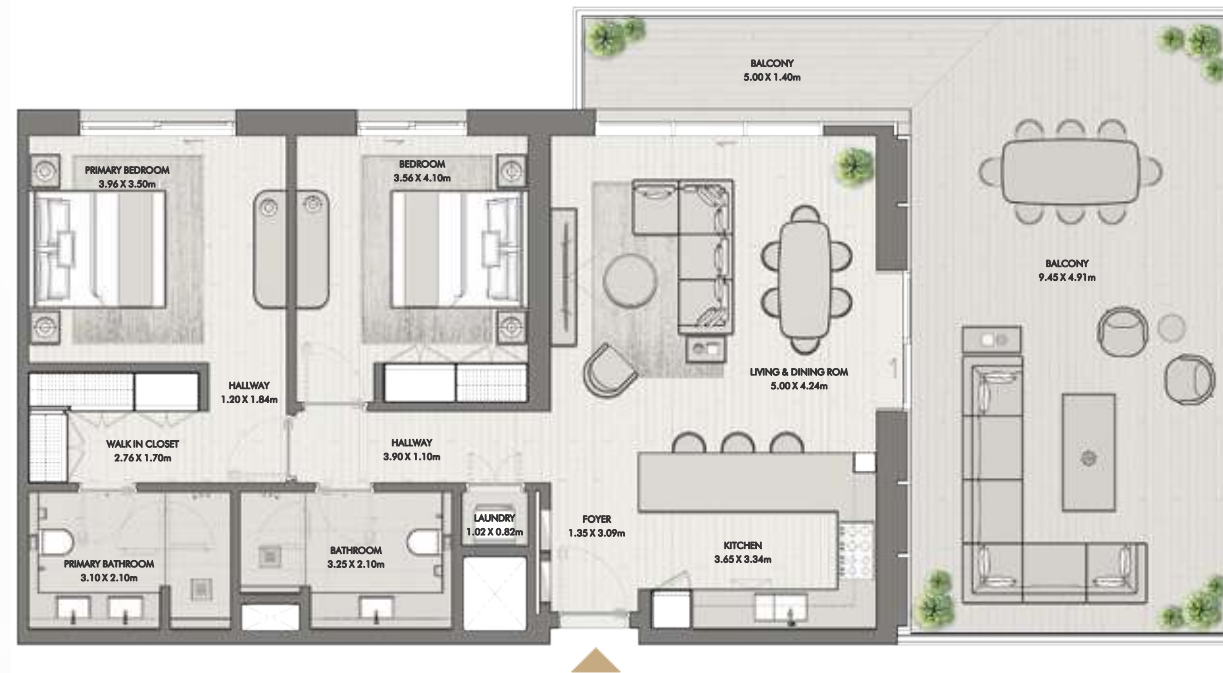 BALCONY
5.00 X 1.40m
PRIMARY BEDROOM
3.96 X 3.50m
BEDROOM
3.56 X 4.10m
BALCONY
9.45 X 4.91m
HALLWAY
1.20 X 1.84m
LIVING & DINING ROM
5.00 X 4.24m
WALK IN CLOSET
2.76 X 1.70m
HALLWAY
3.90 X 1.10m
LAUNDRY
1.02 X 0.82m
FOYER
1.35 X 3.09m
KITCHEN
3.65 X 3.34m
PRIMARY BATHROOM
3.10 X 2.10m
BATHROOM
3.25 X 2.10m